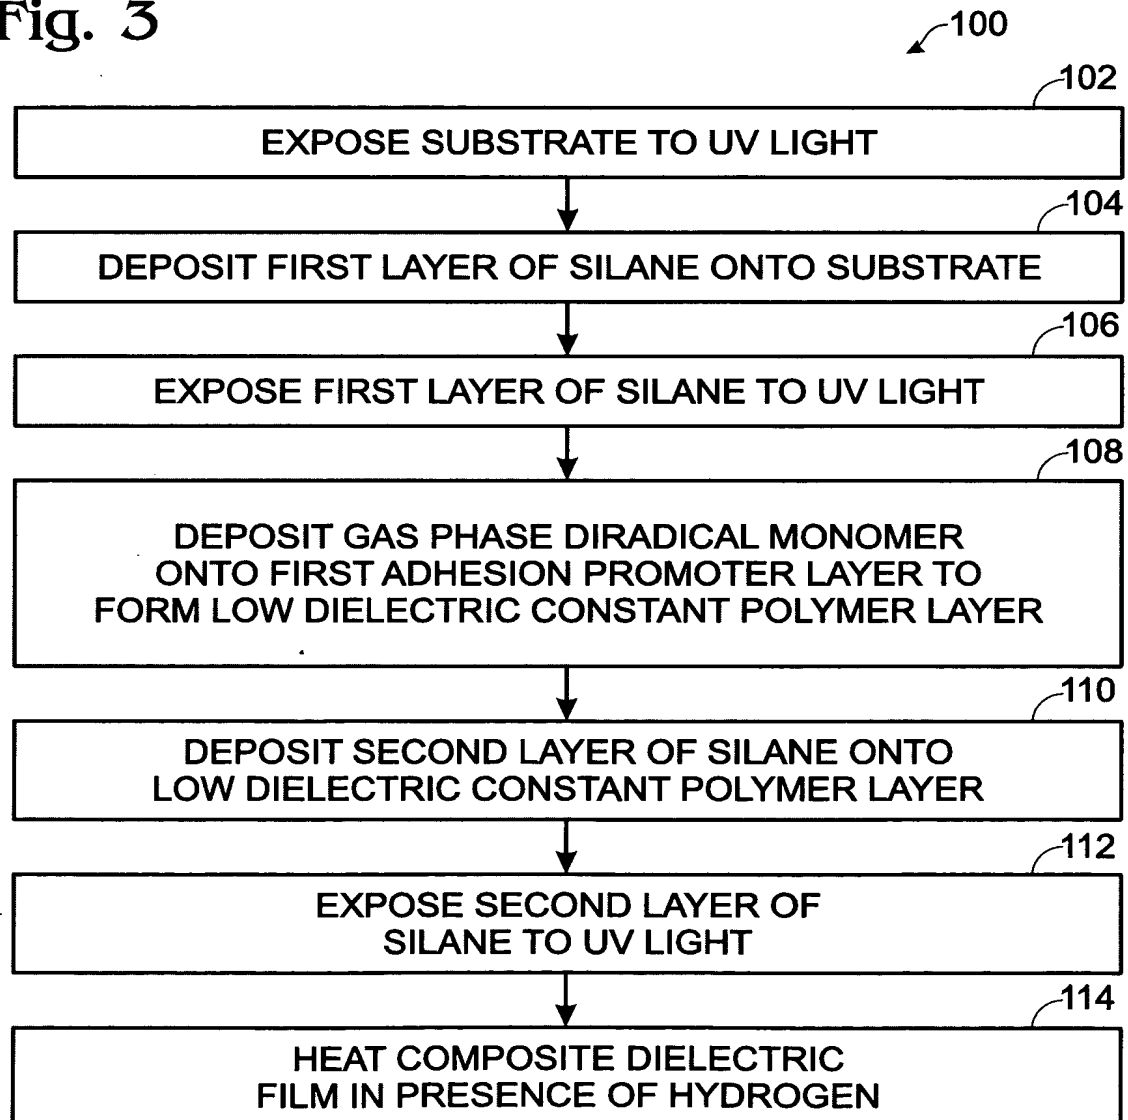 Fig. 3
100
102
EXPOSE SUBSTRATE TO UV LIGHT
104
DEPOSIT FIRST LAYER OF SILANE ONTO SUBSTRATE
106
EXPOSE FIRST LAYER OF SILANE TO UV LIGHT
108
DEPOSIT GAS PHASE DIRADICAL MONOMER
ONTO FIRST ADHESION PROMOTER LAYER TO
FORM LOW DIELECTRIC CONSTANT POLYMER LAYER
110
DEPOSIT SECOND LAYER OF SILANE ONTO
LOW DIELECTRIC CONSTANT POLYMER LAYER
112
EXPOSE SECOND LAYER OF
SILANE TO UV LIGHT
114
HEAT COMPOSITE DIELECTRIC
FILM IN PRESENCE OF HYDROGEN